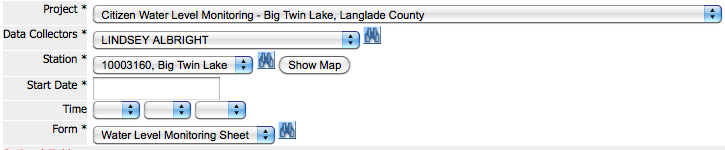 Project * Citizen Water Level Monitoring - Big Twin Lake, Langlade County
Data Collectors * LINDSEY ALBRIGHT
Station * 10003160, Big Twin Lake Show Map
Start Date *
Time
Form * Water Level Monitoring Sheet